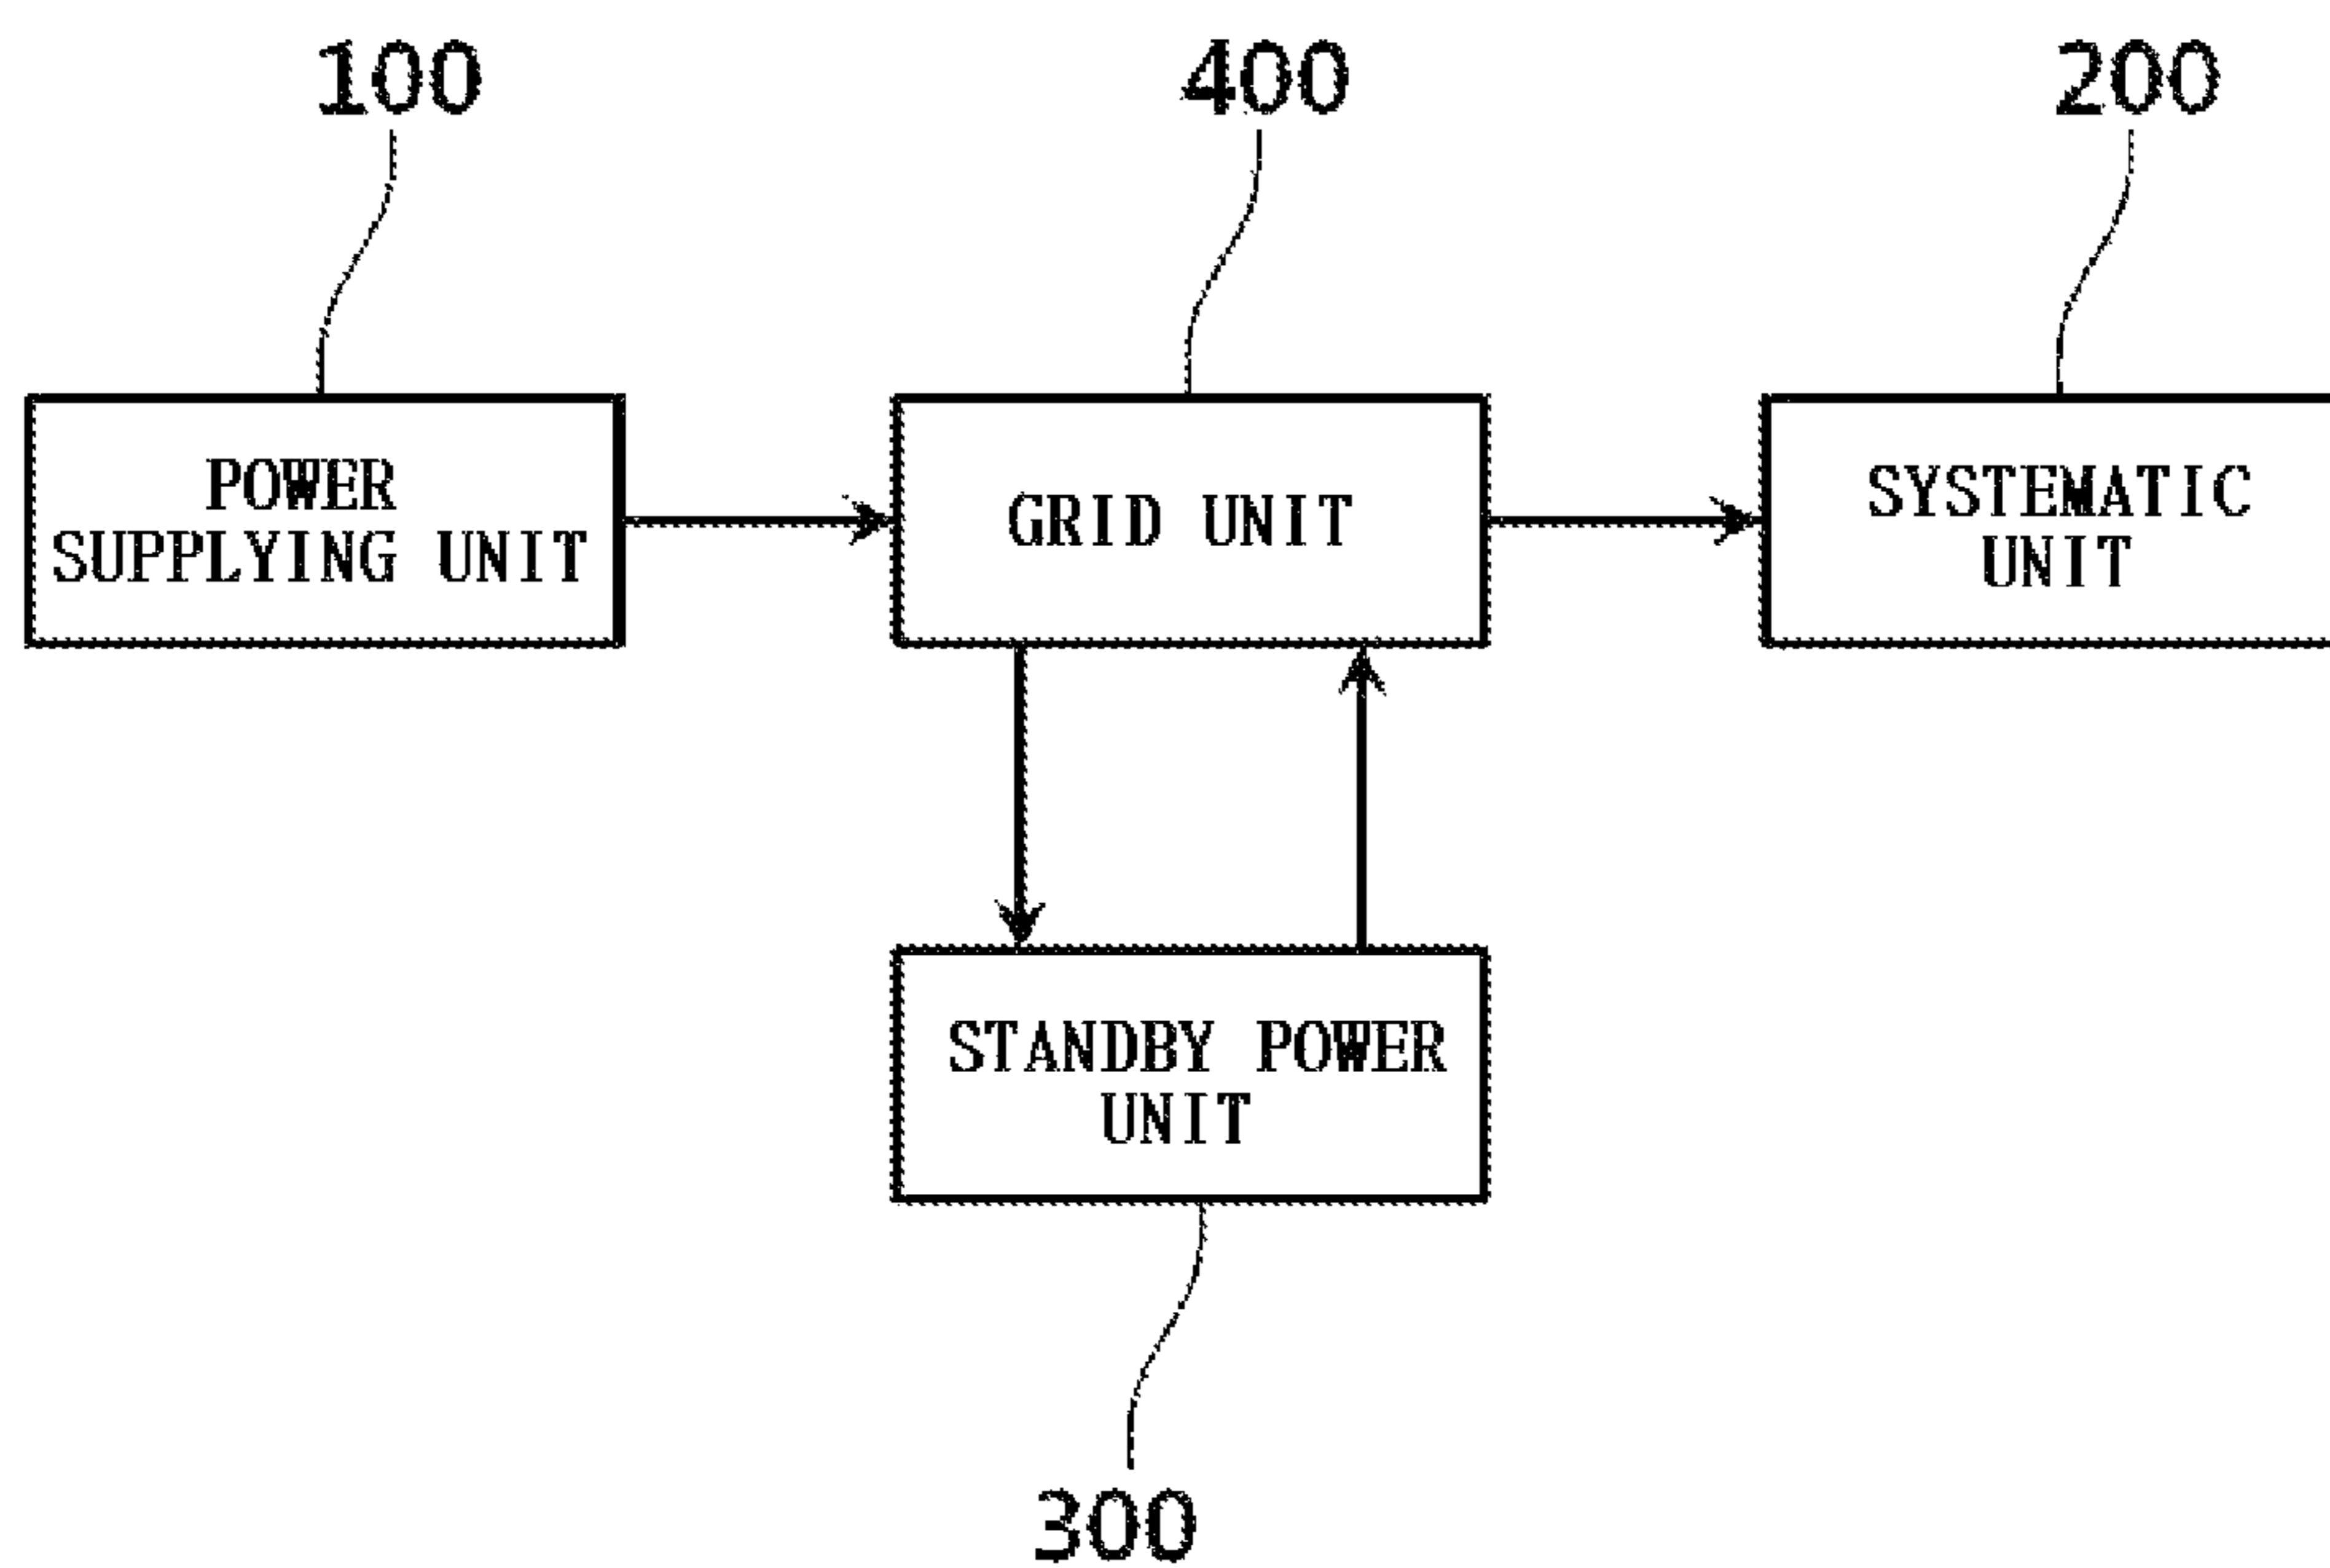 100
400
200
POWER
SUPPLYING UNIT
GRID UNIT
SYSTEMATIC
UNIT
STANDBY POWER
UNIT
300